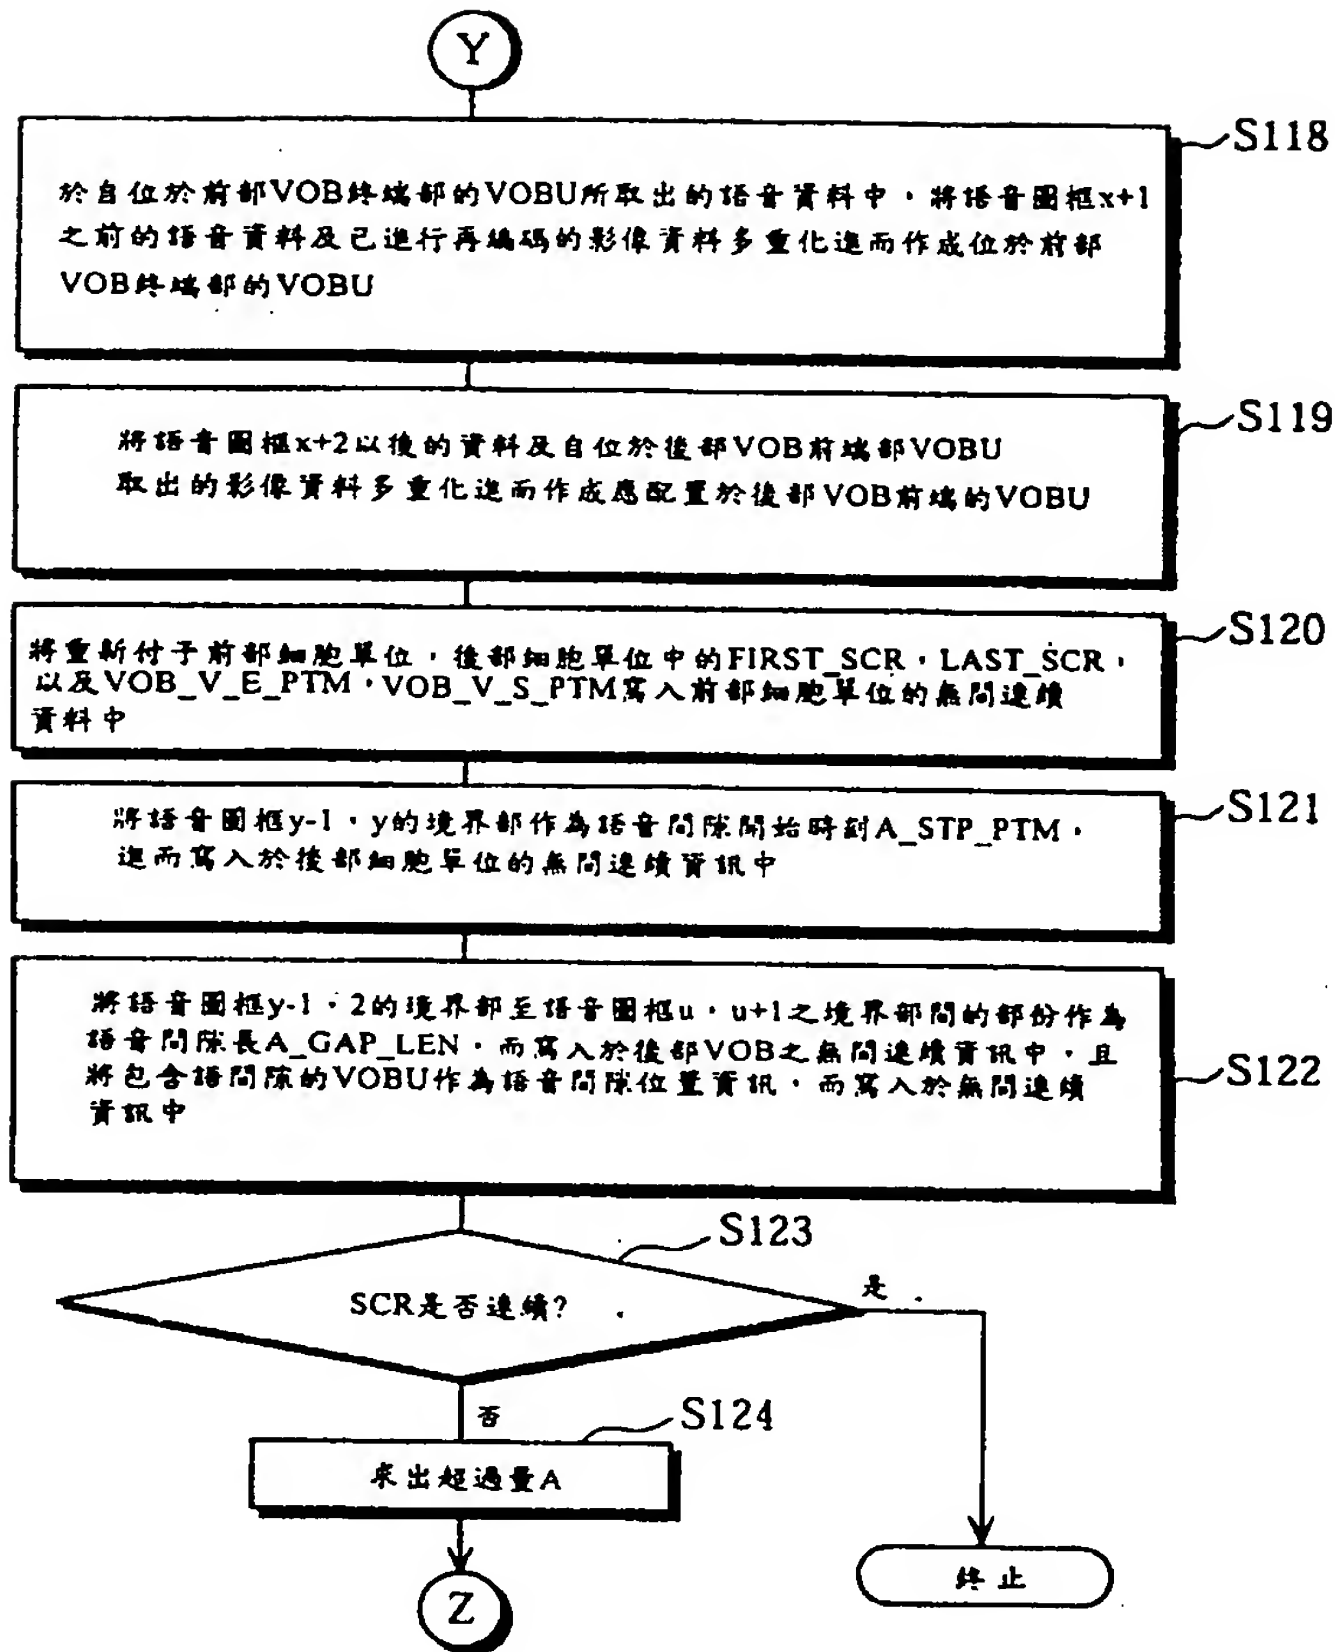 Y
S118
於自位於前部VOB終端部的VOBU所取出的語音資料中，將語音圖框x+1
之前的語音資料及已進行再編碼的影像資料多重化進而作成位於前部
VOB終端部的VOBU
S119
將語音圖框x+2以後的資料及自位於後部VOB前端部VOBU
取出的影像資料多重化進而作成應配置於後部VOB前端的VOBU
S120
將重新付予前部細胞單位，後部細胞單位中的FIRST_SCR，LAST_SCR，
以及VOB_V_E_PTM，VOB_V_S_PTM寫入前部細胞單位的無間連續
資料中
S121
將語音圖框y-1，y的境界部作為語音間隙開始時刻A_STP_PTM，
進而寫入於後部細胞單位的無間連續資訊中
S122
將語音圖框y-1，2的境界部至語音圖框u，u+1之境界部間的部份作為
語音間隙長A_GAP_LEN，而寫入於後部VOB之無間連續資訊中，且
將包含語間隙的VOBU作為語音間隙位置資訊，而寫入於無間連續
資訊中
S123
SCR是否連續?
是
否
S124
求出超過量A
Z
終止